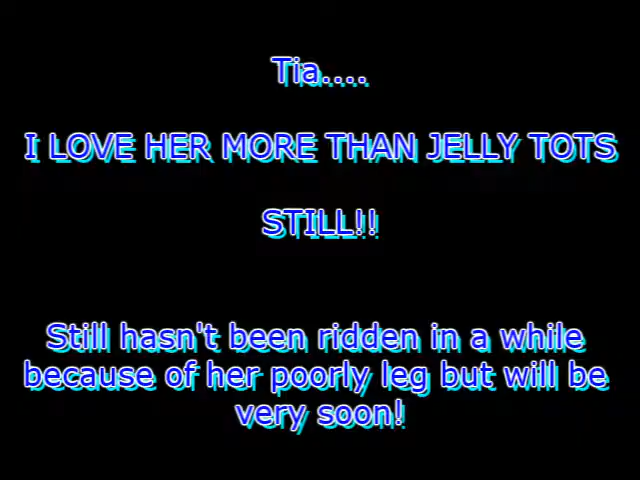 Tia....
I LOVE HER MORE THAN JELLY TOTS
STILL!!
Still hasn't been ridden in a while
because of her poorly leg but will be
very soon!